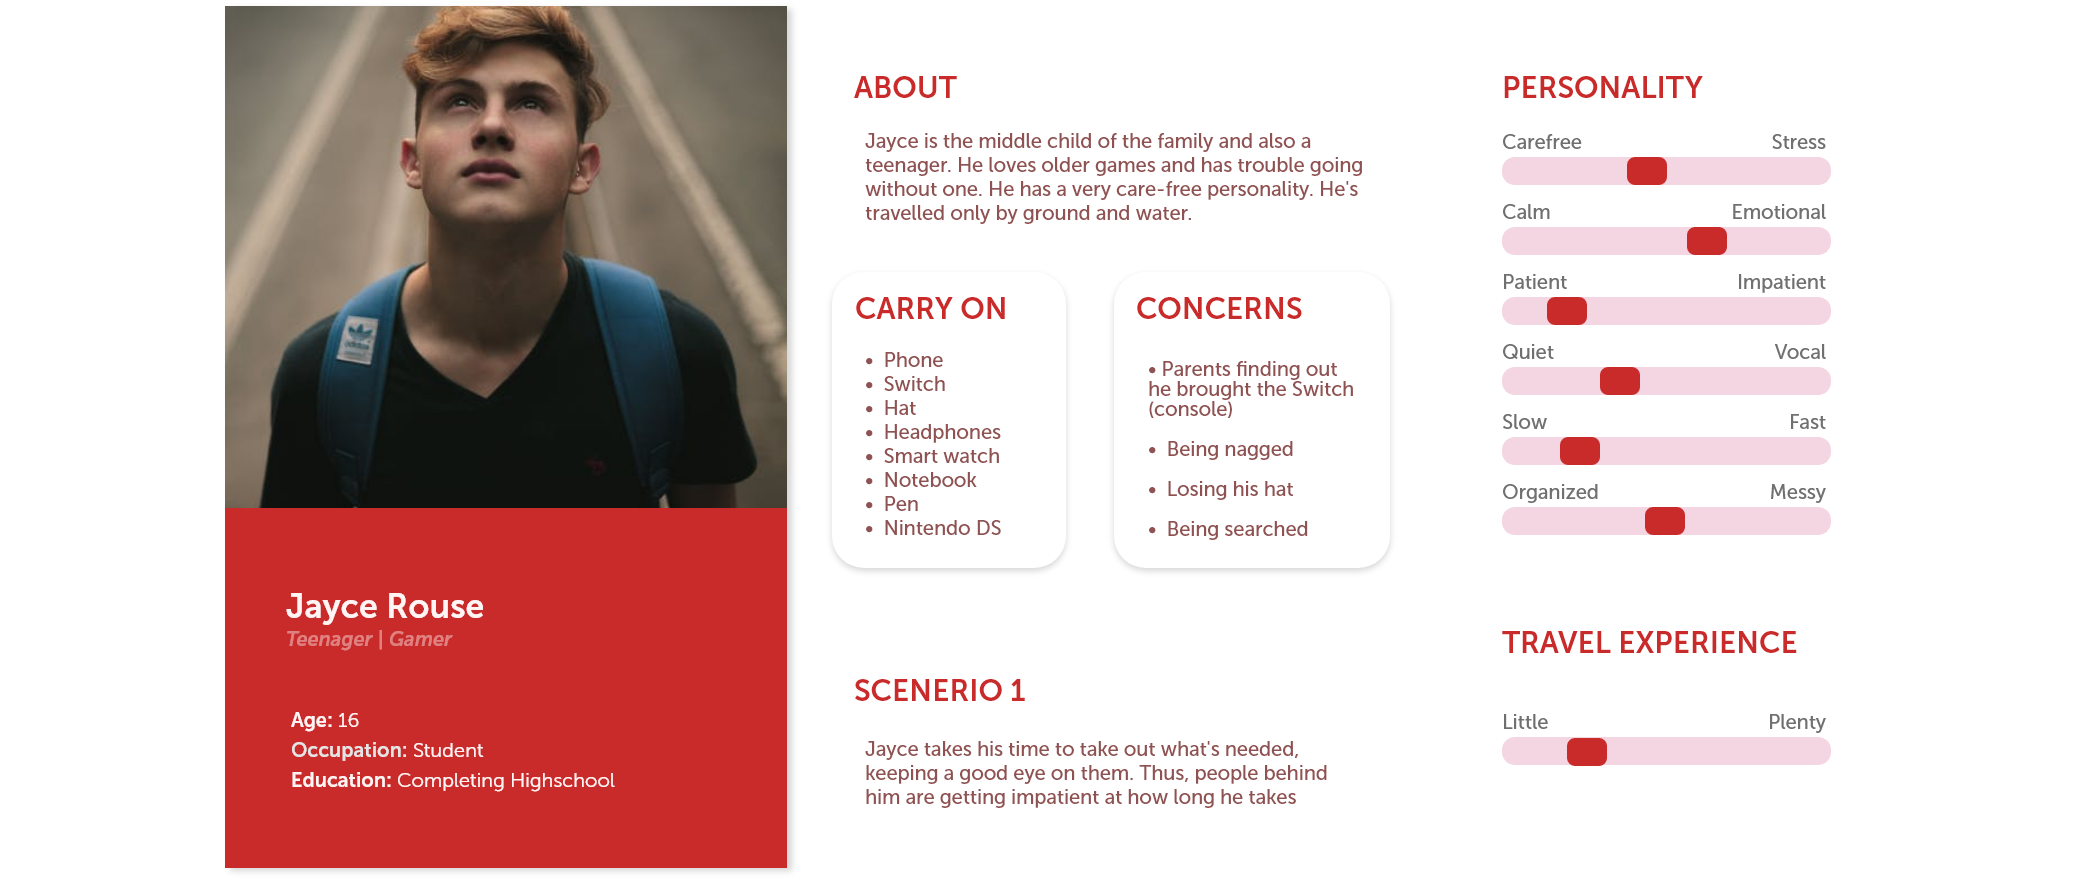 adidas
Jayce Rouse
Teenager | Gamer
Age: 16
Occupation: Student
Education: Completing Highschool
ABOUT
Jayce is the middle child of the family and also a
teenager. He loves older games and has trouble going
without one. He has a very care-free personality. He's
travelled only by ground and water.
CARRY ON
• Phone
• Switch
• Hat
• Headphones
• Smart watch
• Notebook
• Pen
• Nintendo DS
CONCERNS
• Parents finding out
he brought the Switch
(console)
• Being nagged
• Losing his hat
• Being searched
SCENERIO 1
Jayce takes his time to take out what's needed,
keeping a good eye on them. Thus, people behind
him are getting impatient at how long he takes
PERSONALITY
Carefree Stress
Calm Emotional
Patient Impatient
Quiet Vocal
Slow Fast
Organized Messy
TRAVEL EXPERIENCE
Little Plenty